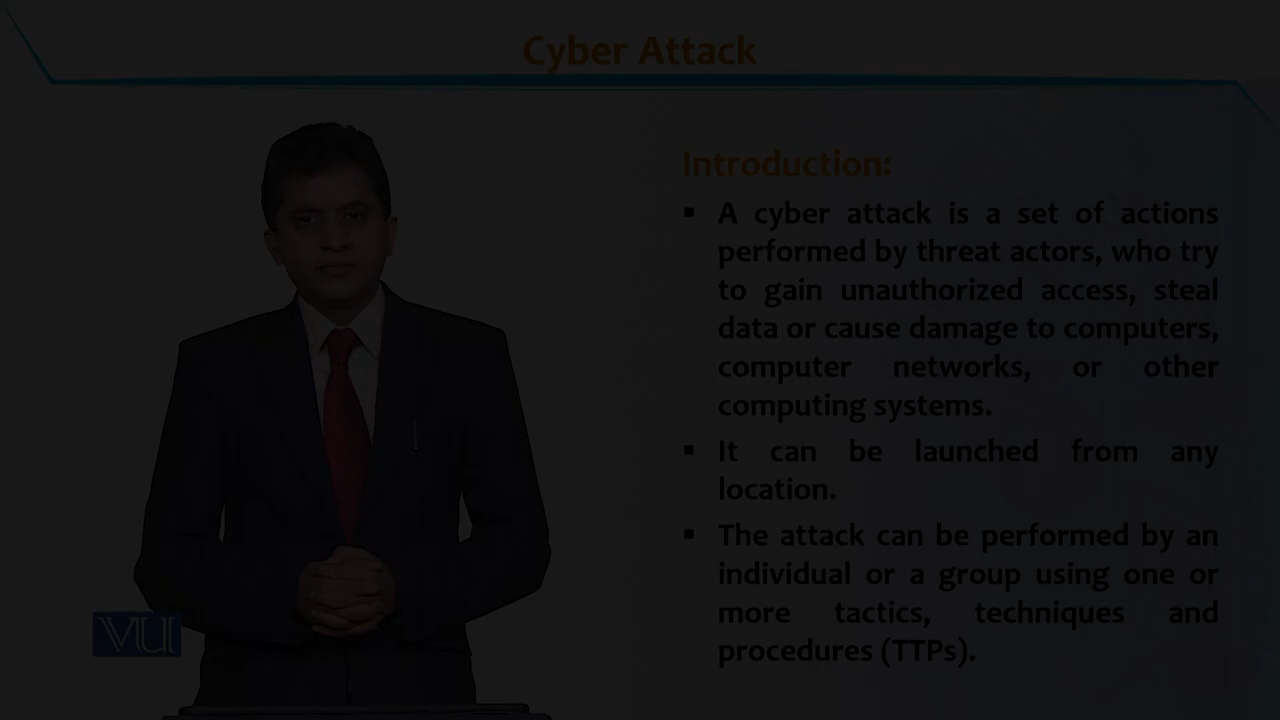 Cyber Attack
Introduction:
▪ A cyber attack is a set of actions
performed by threat actors, who try
to gain unauthorized access, steal
data or cause damage to computers,
computer networks, or other
computing systems.
▪ It can be launched from any
location.
▪ The attack can be performed by an
individual or a group using one or
more tactics, techniques and
procedures (TTPs).
VU